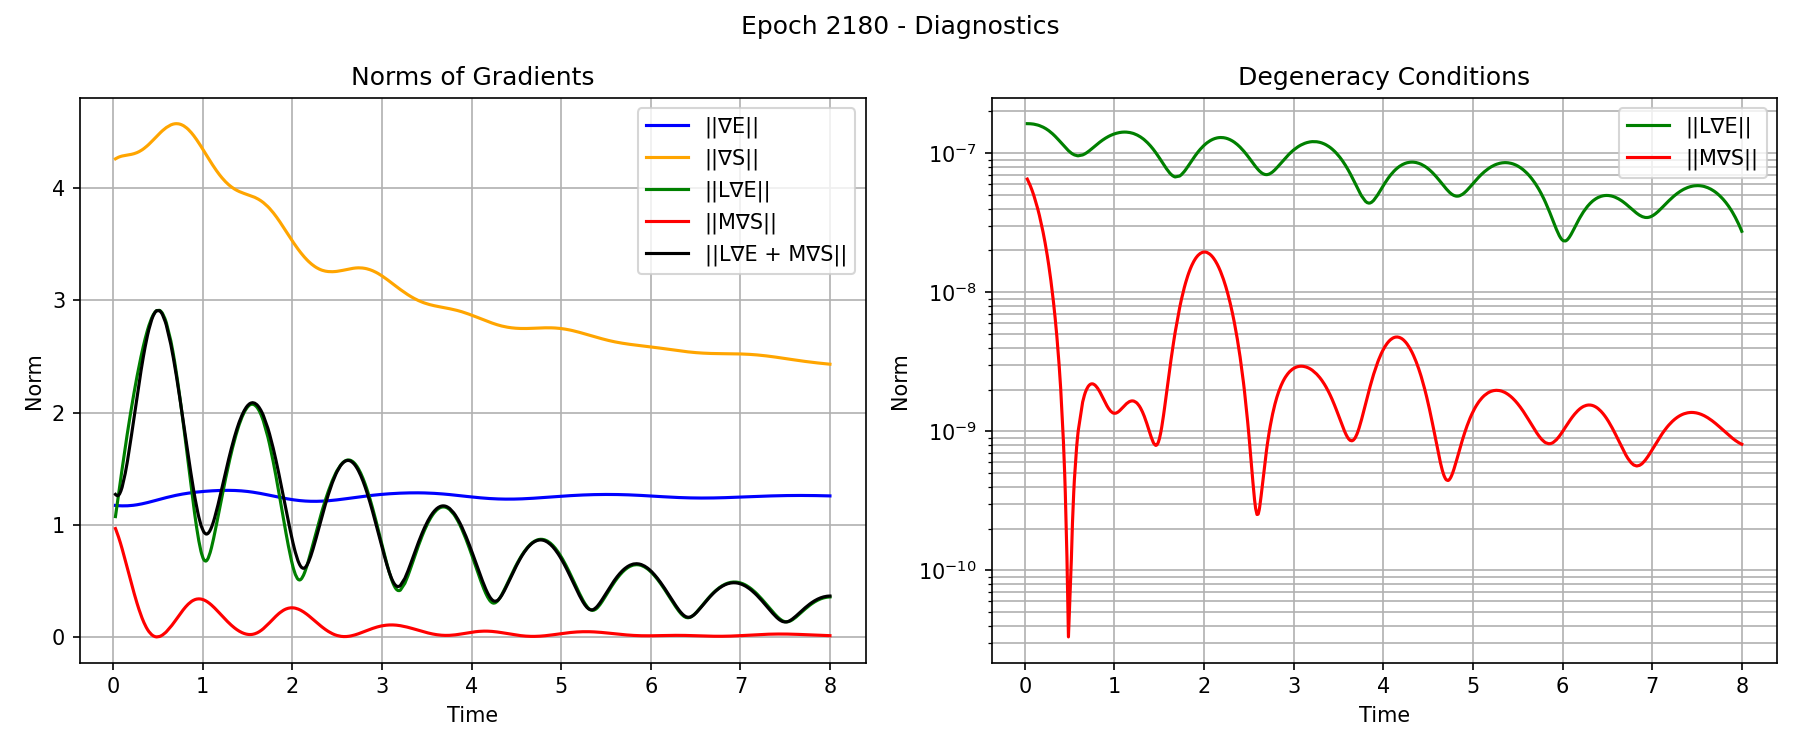 Epoch 2180 - Diagnostics
Norms of Gradients
Norm
4
3
2
1
0
||∇E||
||∇S||
||L∇E||
||M∇S||
||L∇E + M∇S||
0 1 2 3 4 5 6 7 8
Time
Degeneracy Conditions
Norm
10⁻⁷
10⁻⁸
10⁻⁹
10⁻¹⁰
||L∇E||
||M∇S||
0 1 2 3 4 5 6 7 8
Time